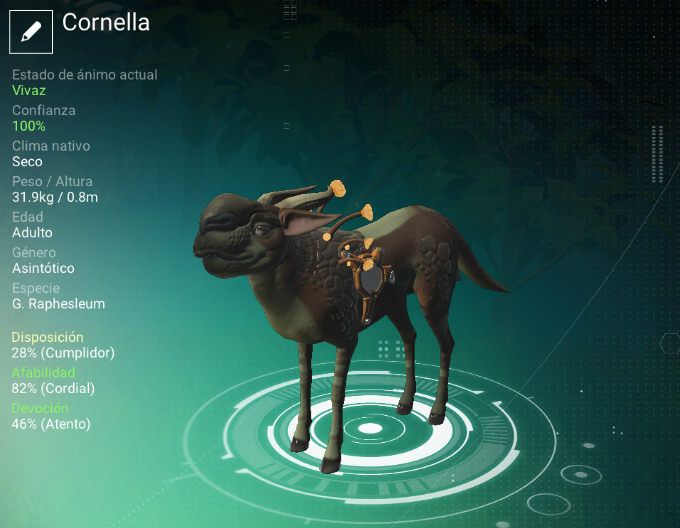 Cornella
Estado de ánimo actual
Vivaz
Confianza
100%
Clima nativo
Seco
Peso / Altura
31.9kg / 0.8m
Edad
Adulto
Género
Asintótico
Especie
G. Raphesleum
Disposición
28% (Cumplidor)
Afabilidad
82% (Cordial)
Devoción
46% (Atento)